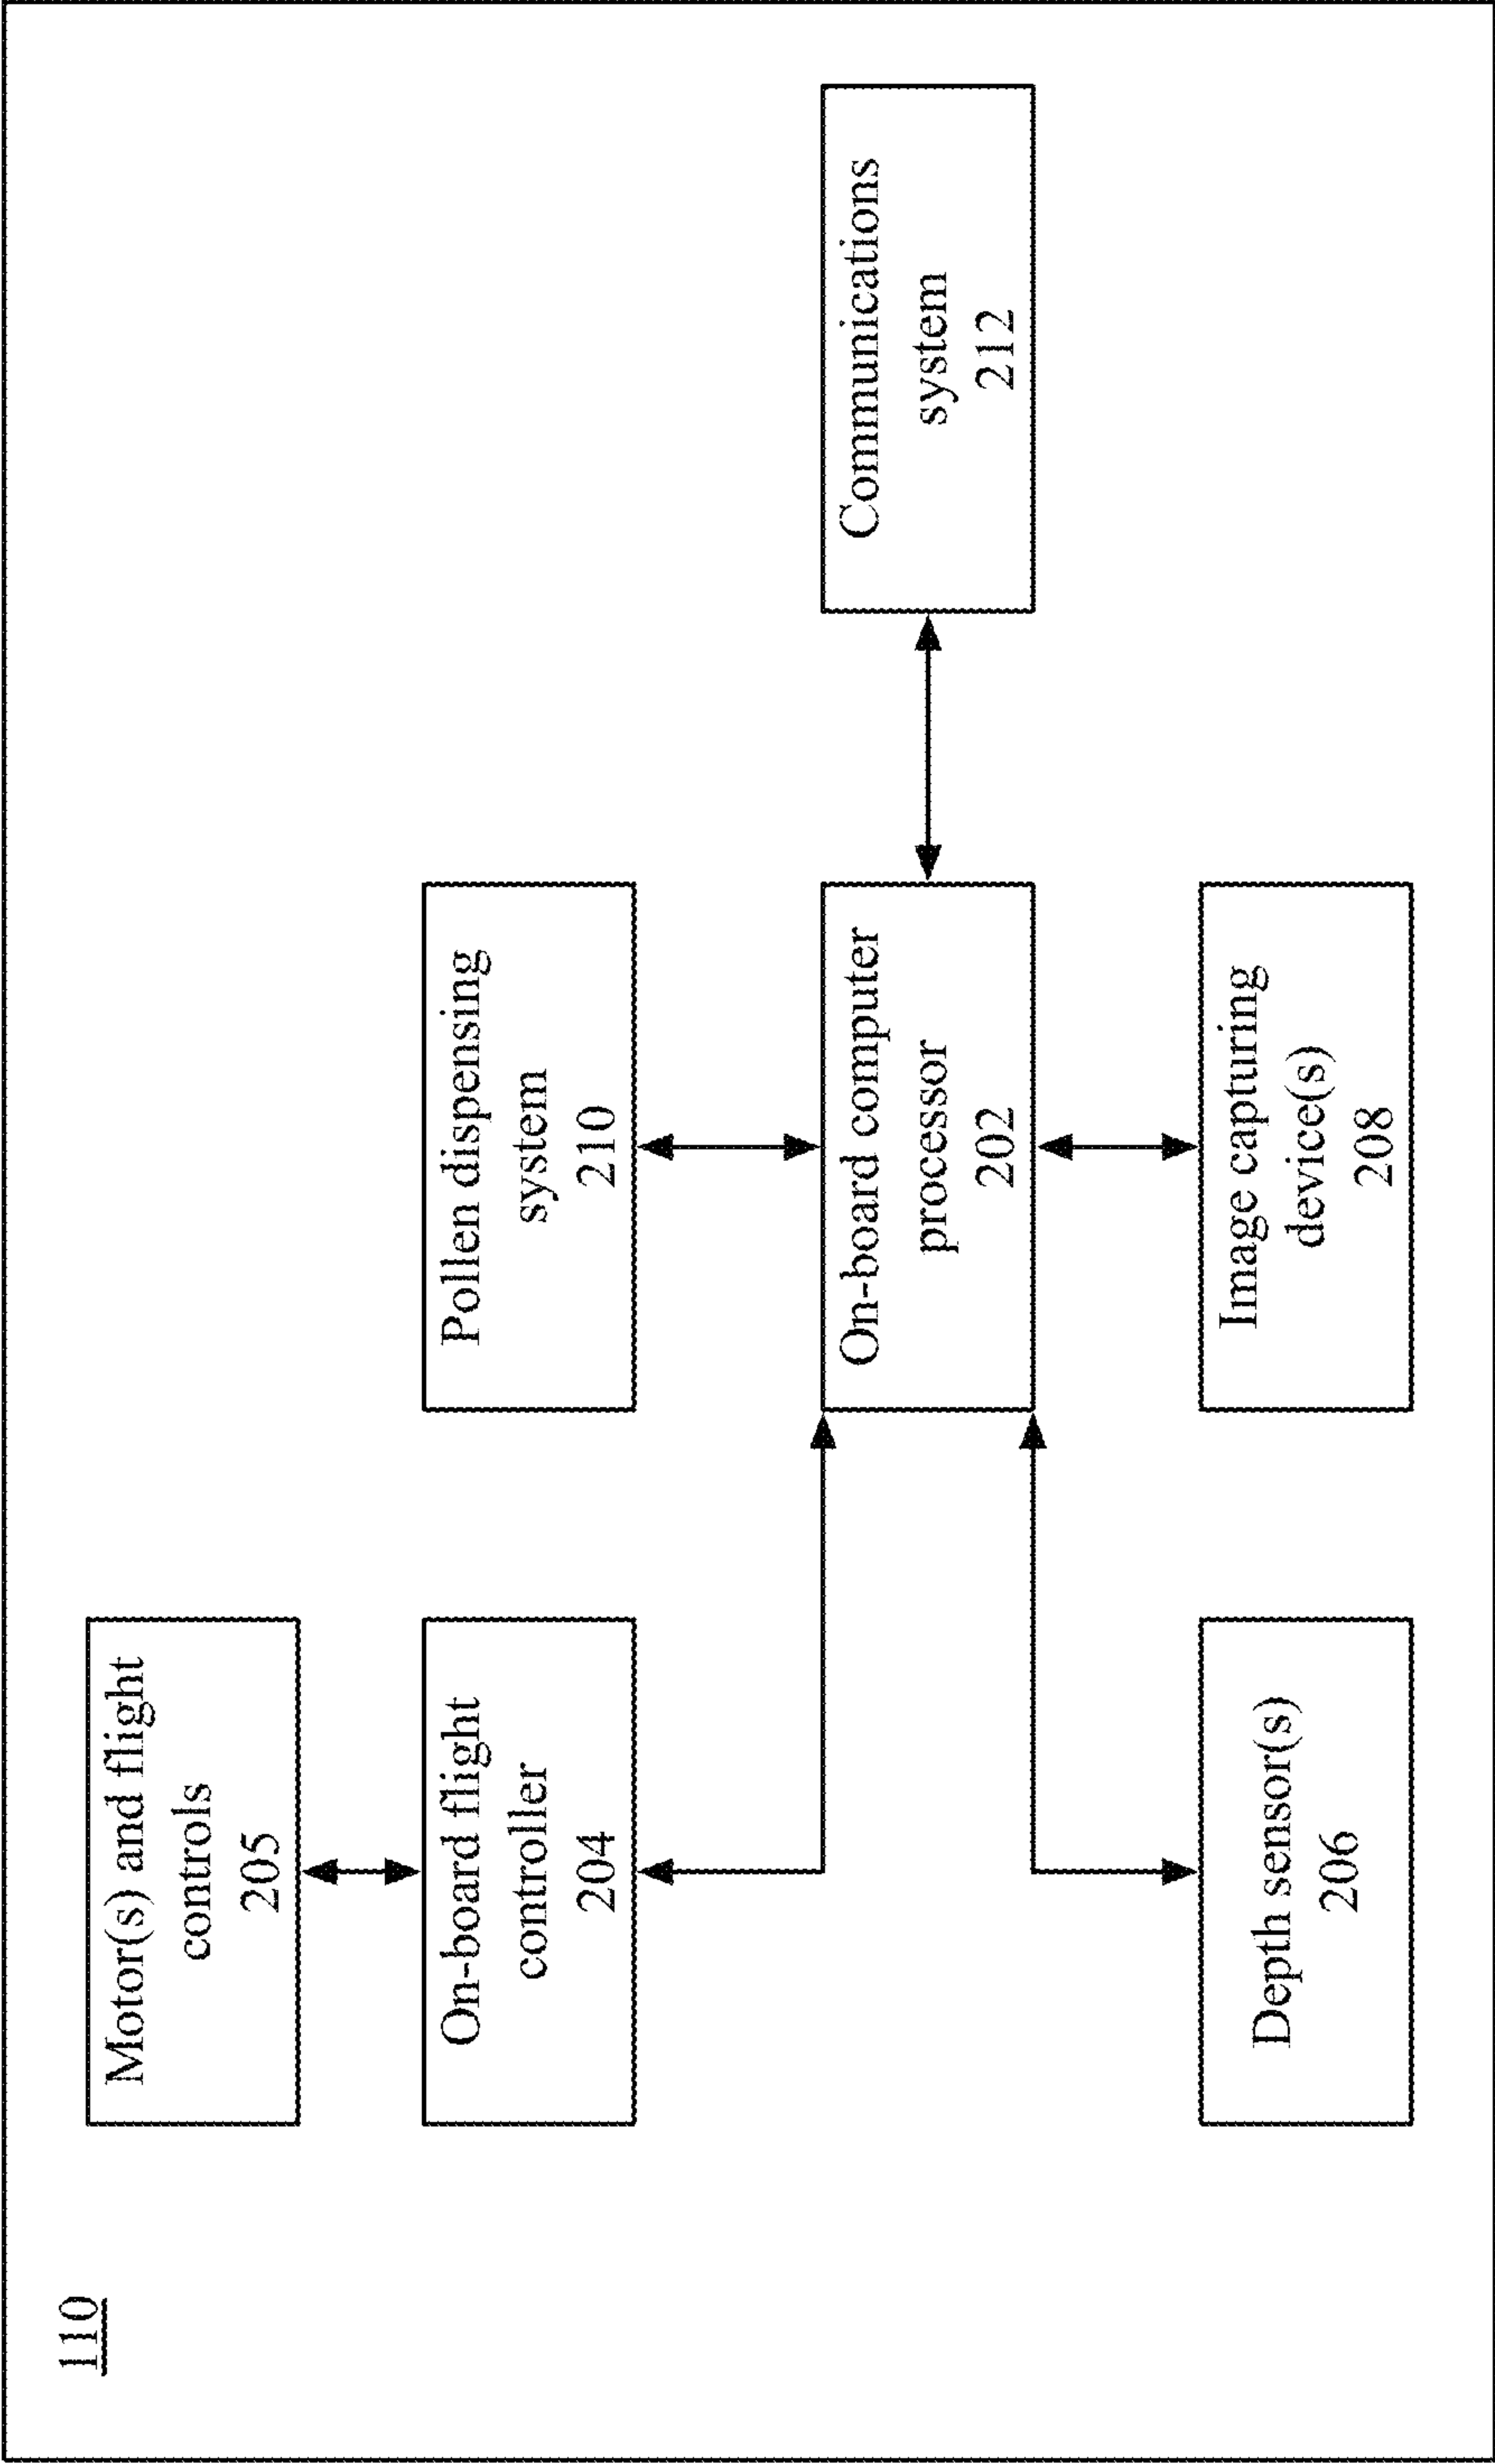 110
Motor(s) and flight
controls
205
On-board flight
controller
204
Pollen dispensing
system
210
On-board computer
processor
202
Communications
system
212
Depth sensor(s)
206
Image capturing
device(s)
208